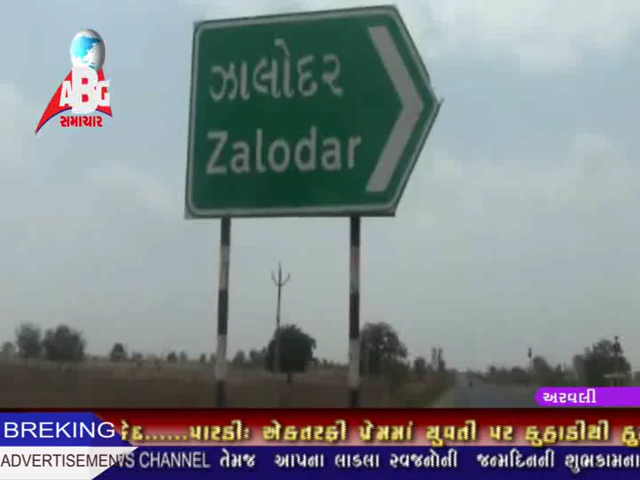 ઝાલોદર
Zalodar
ABG
સમાચાર
અરવલી
BREKING
......પારડીઃ એકતરફી પ્રેમમાં યુવતી પર કુહાડીથી
ADVERTISEMENTS CHANNEL તેમજ આપના લાડલા સ્વજનોની જન્મદિનની શુભકામના